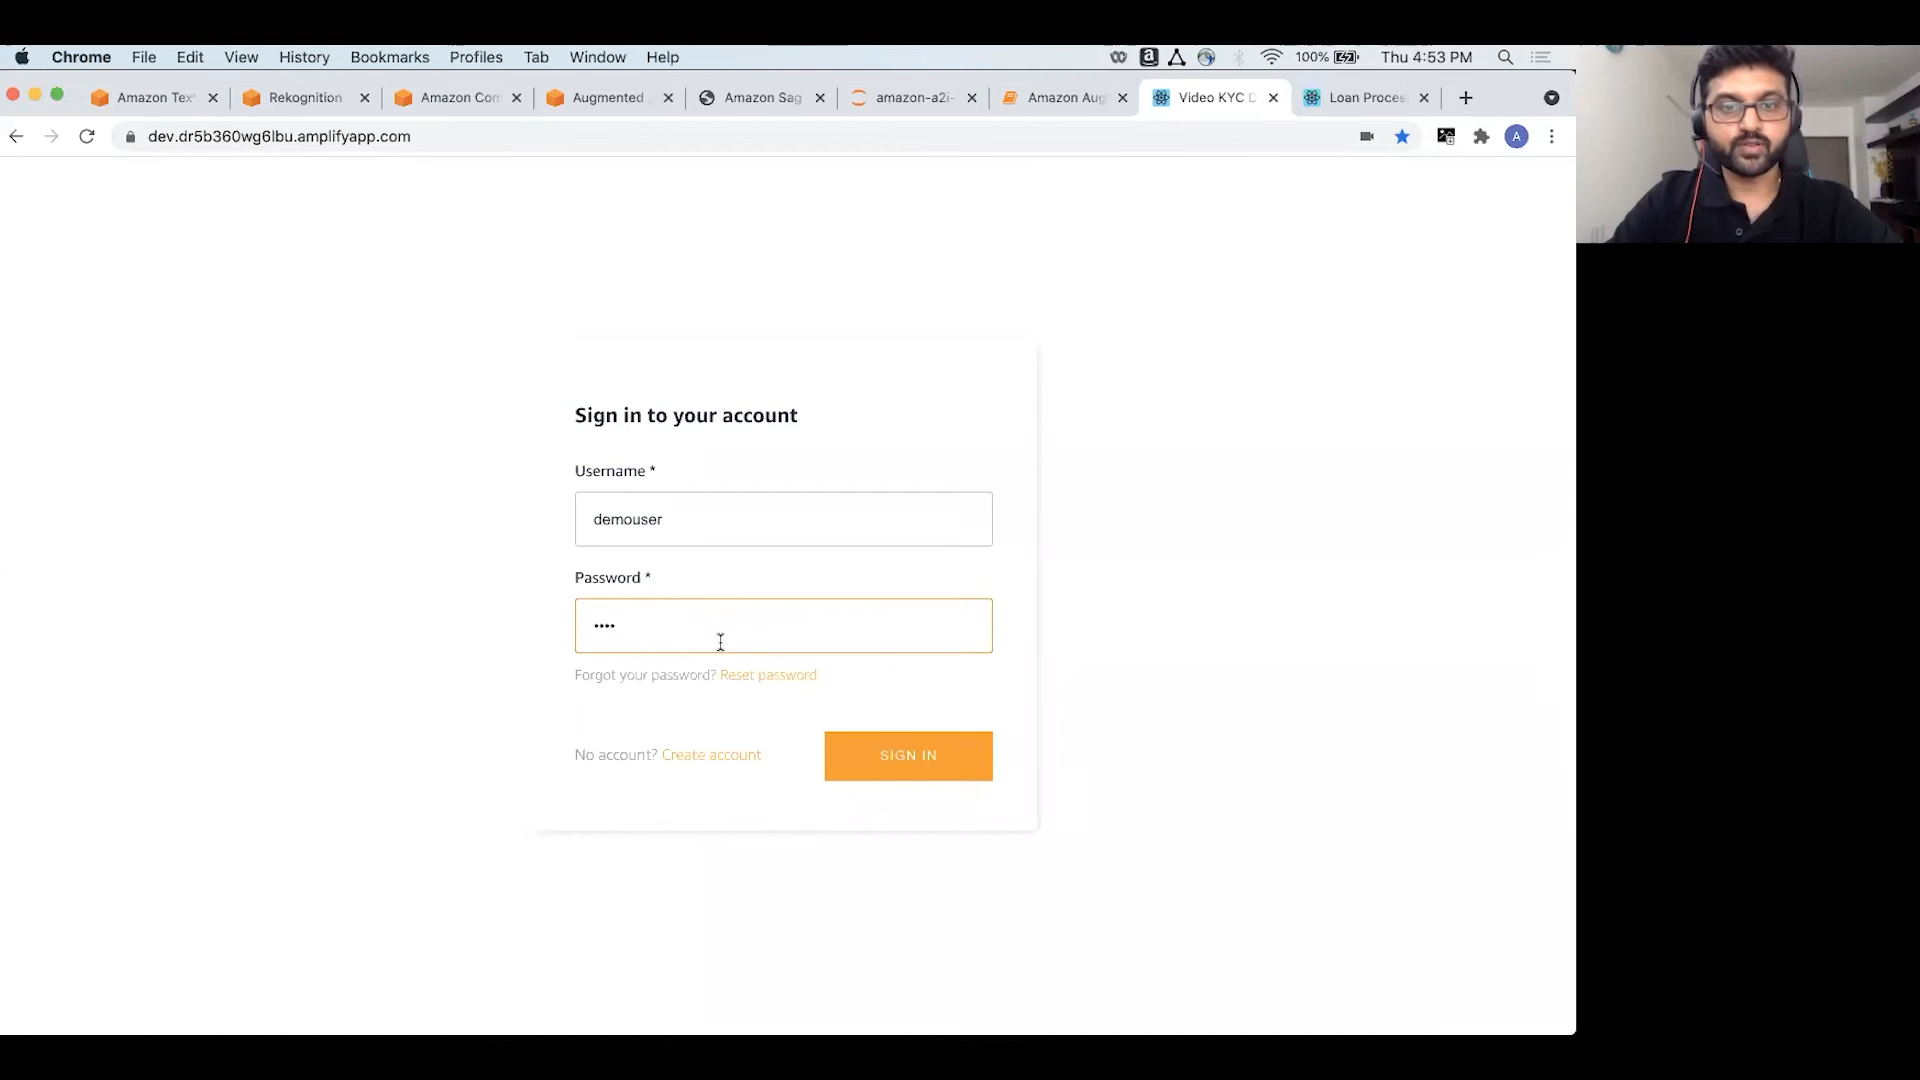 Chrome File Edit View History Bookmarks Profiles Tab Window Help 100% Thu 4:53 PM
Amazon Tex Rekognition Amazon Com Augmented Amazon Sag amazon-a2i- Amazon Aug Video KYC D Loan Proces
dev.dr5b360wg6lbu.amplifyapp.com A
Sign in to your account
Username *
demouser
Password *
••••
Forgot your password? Reset password
No account? Create account SIGN IN